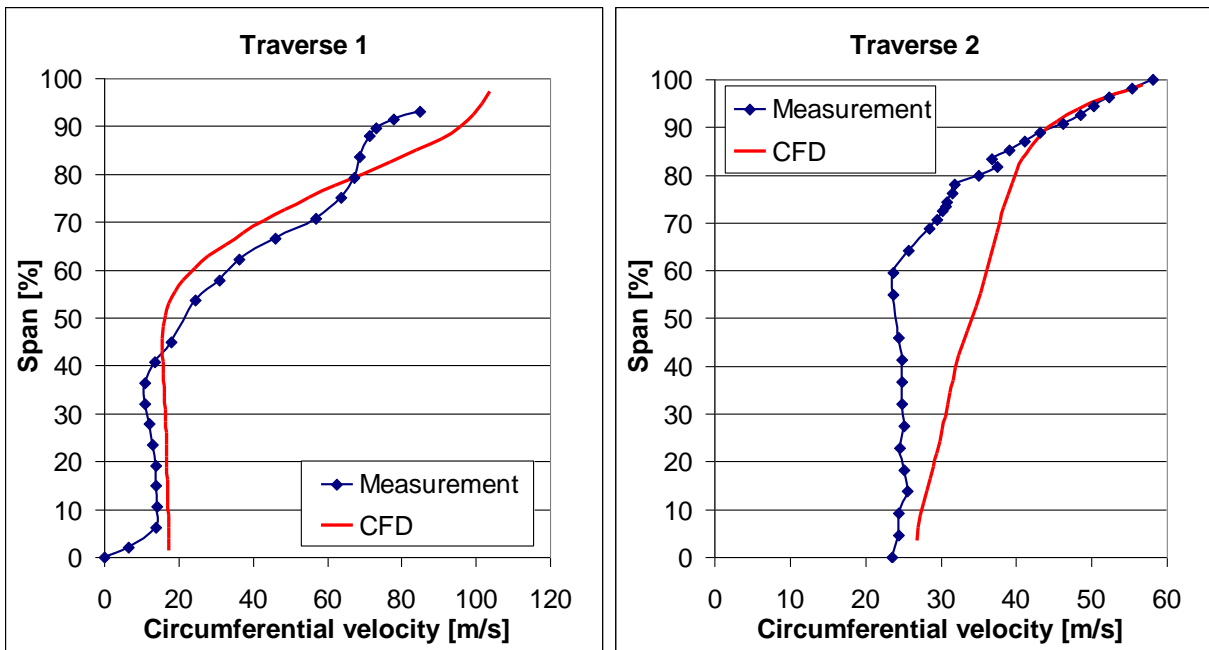 Traverse 1
100
90
80
70
60
50
40
30
20
10
0
Span [%]
Measurement
CFD
0 20 40 60 80 100 120
Circumferential velocity [m/s]
Traverse 2
100
90
80
70
60
50
40
30
20
10
0
Span [%]
Measurement
CFD
0 10 20 30 40 50 60
Circumferential velocity [m/s]